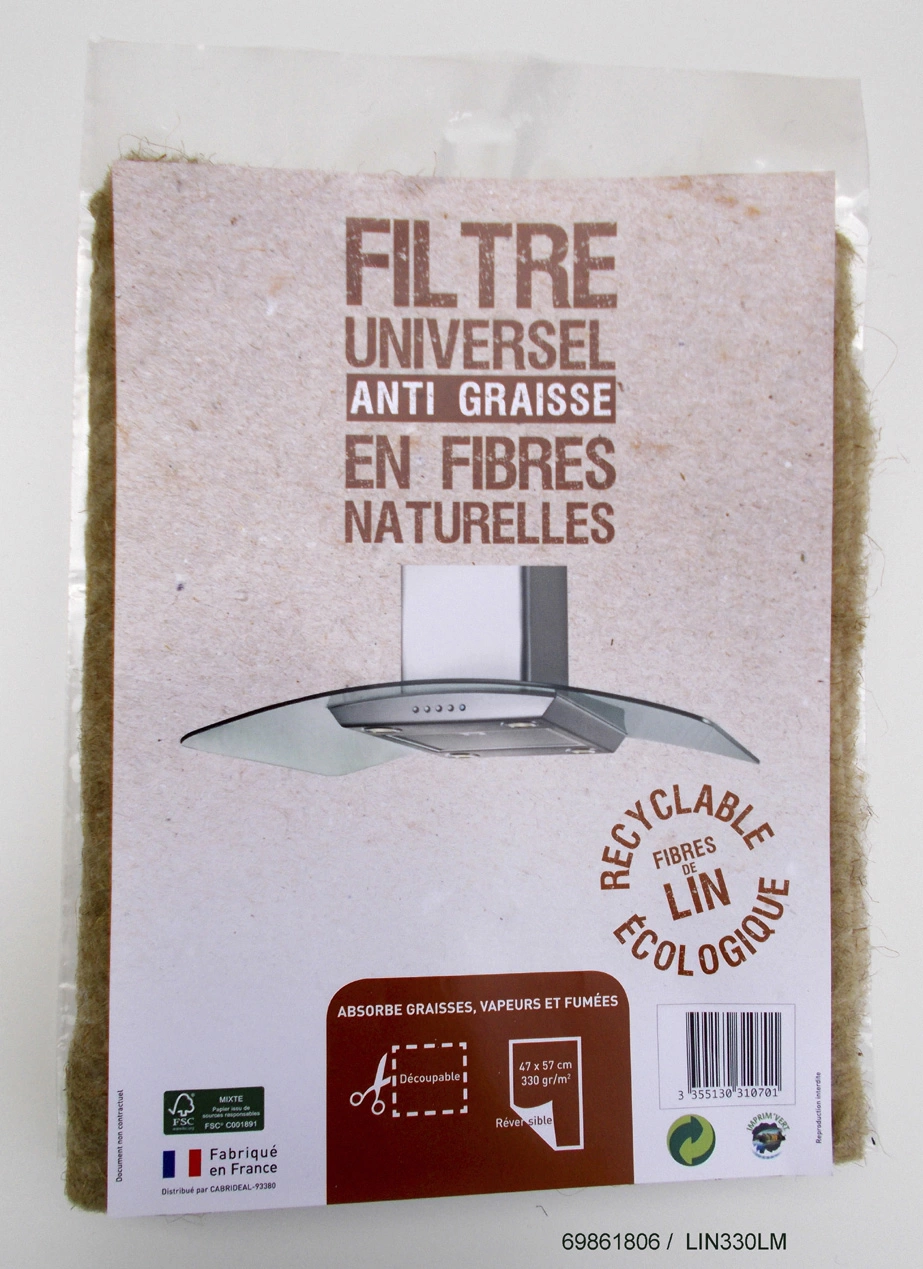 FILTRE
UNIVERSEL
ANTI GRAISSE
EN FIBRES
NATURELLES
RECYCLABLE
FIBRES
DE
LIN
ÉCOLOGIQUE
ABSORBE GRAISSES, VAPEURS ET FUMÉES
Découpable
47 x 57 cm
330 gr/m²
Réversible
3 355130 310701
IMPRIM'VERT
Reproduction interdite
Document non contractuel
FSC
MIXTE
Papier issu de
sources responsables
FSC® C001891
Fabriqué
en France
Distribué par CABRIDEAL-93380
69861806 / LIN330LM